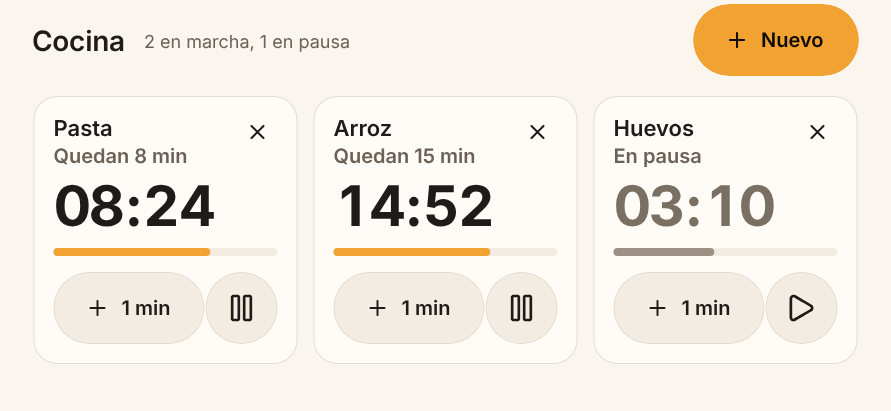 Cocina
2 en marcha, 1 en pausa
+ Nuevo
Pasta
Quedan 8 min
08:24
+ 1 min
Arroz
Quedan 15 min
14:52
+ 1 min
Huevos
En pausa
03:10
+ 1 min